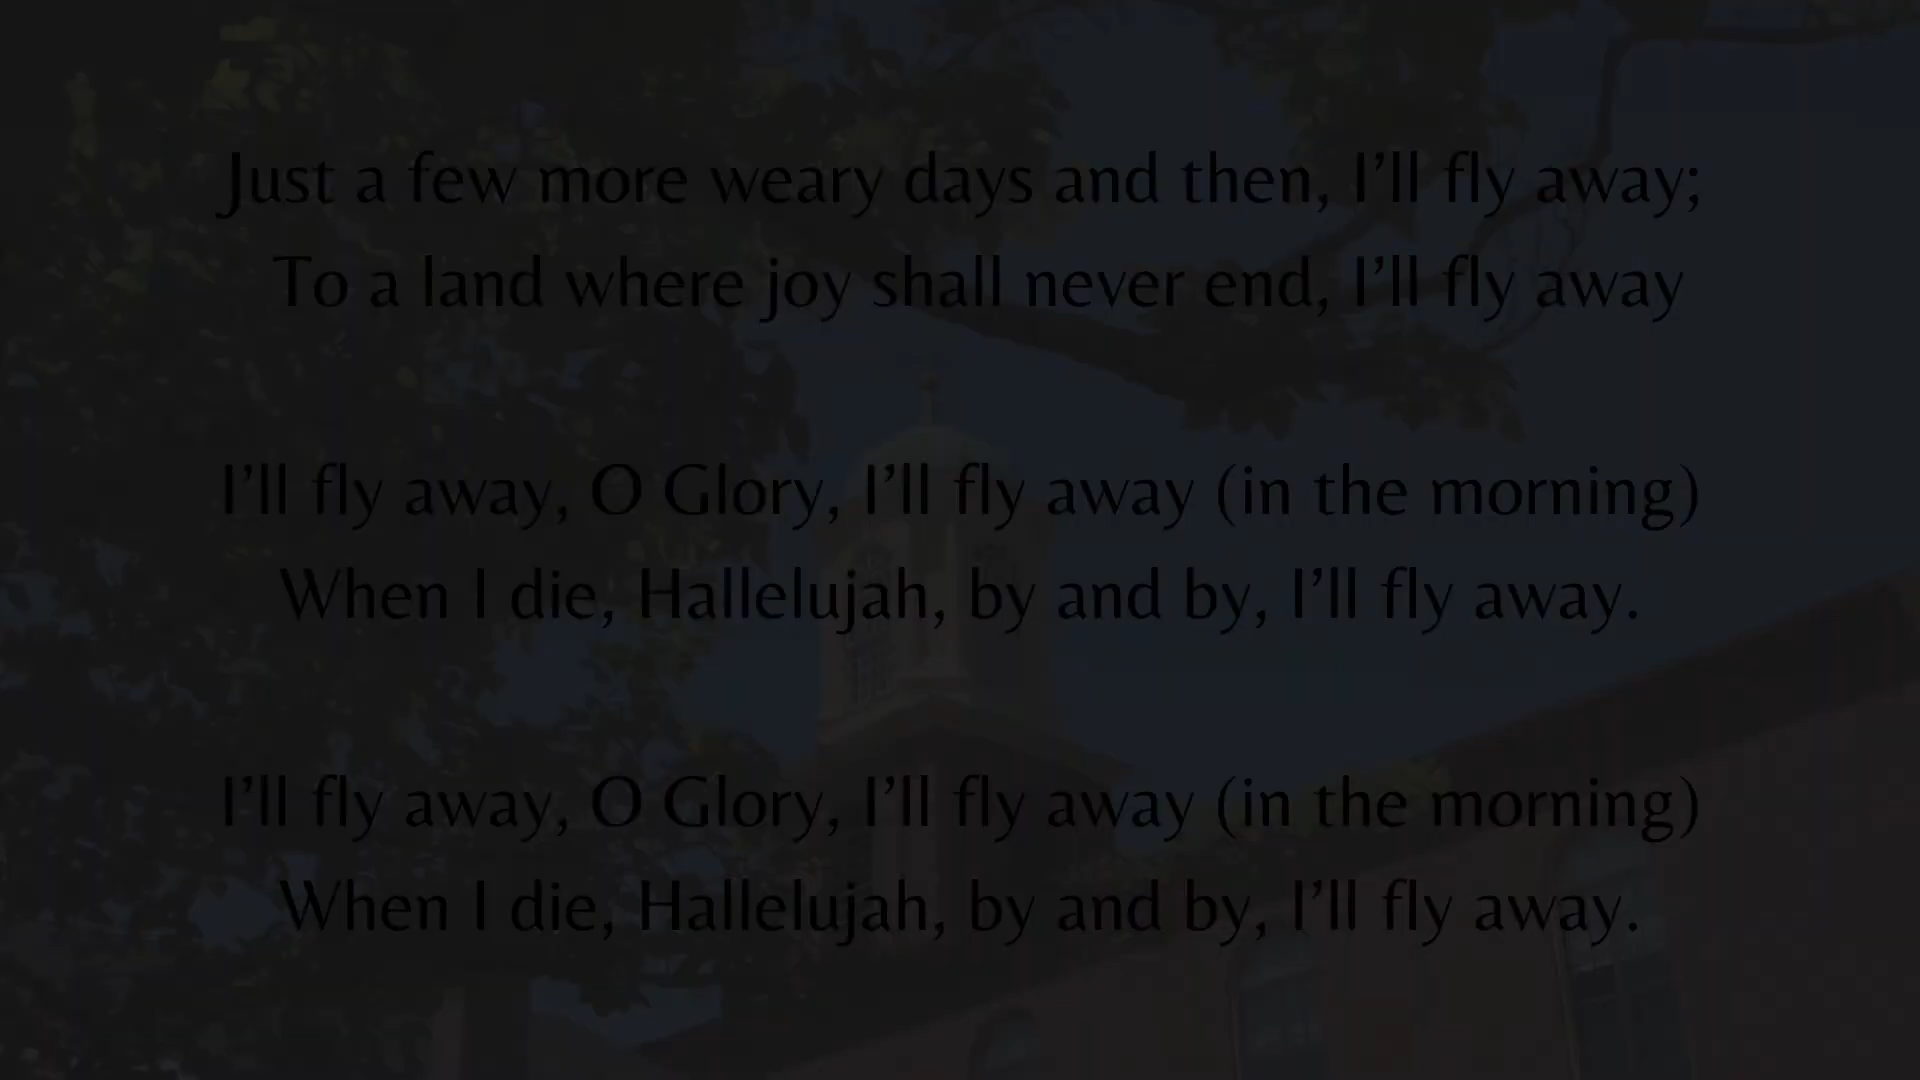 Just a few more weary days and then, I’ll fly away;
To a land where joy shall never end, I’ll fly away
I’ll fly away, O Glory, I’ll fly away (in the morning)
When I die, Hallelujah, by and by, I’ll fly away.
I’ll fly away, O Glory, I’ll fly away (in the morning)
When I die, Hallelujah, by and by, I’ll fly away.